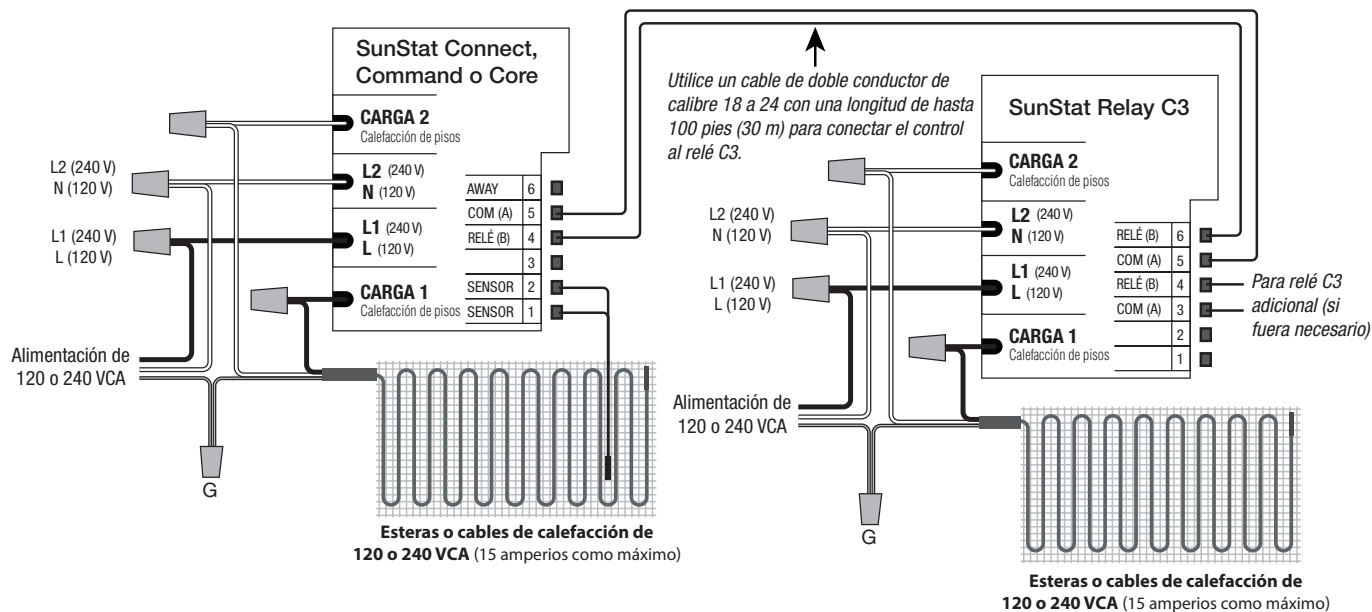 SunStat Connect,
Command o Core
CARGA 2
Calefacción de pisos
L2 (240 V)
N (120 V)
L2 (240 V)
N (120 V)
L1 (240 V)
L (120 V)
L1 (240 V)
L (120 V)
CARGA 1
Calefacción de pisos
AWAY 6
COM (A) 5
RELÉ (B) 4
3
SENSOR 2
SENSOR 1
Alimentación de
120 o 240 VCA
G
Esteras o cables de calefacción de
120 o 240 VCA (15 amperios como máximo)
Utilice un cable de doble conductor de
calibre 18 a 24 con una longitud de hasta
100 pies (30 m) para conectar el control
al relé C3.
SunStat Relay C3
CARGA 2
Calefacción de pisos
L2 (240 V)
N (120 V)
L2 (240 V)
N (120 V)
L1 (240 V)
L (120 V)
L1 (240 V)
L (120 V)
CARGA 1
Calefacción de pisos
RELÉ (B) 6
COM (A) 5
RELÉ (B) 4
COM (A) 3
2
1
Para relé C3
adicional (si
fuera necesario)
Alimentación de
120 o 240 VCA
G
Esteras o cables de calefacción de
120 o 240 VCA (15 amperios como máximo)